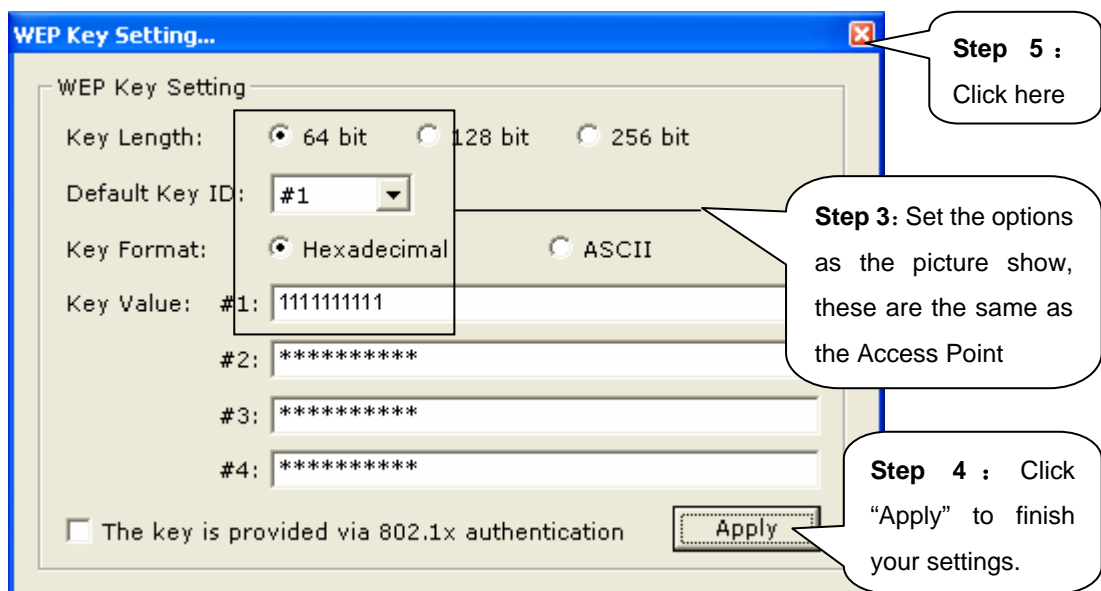 WEP Key Setting...
Step 5：
Click here
WEP Key Setting
Key Length: 64 bit 128 bit 256 bit
Default Key ID: #1
Key Format: Hexadecimal ASCII
Key Value: #1: 1111111111
#2: **********
#3: **********
#4: **********
The key is provided via 802.1x authentication Apply
Step 3：Set the options
as the picture show,
these are the same as
the Access Point
Step 4： Click
“Apply” to finish
your settings.